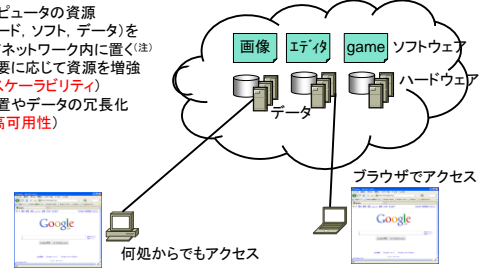 ピュータの資源
ード, ソフト, データ)を
ネットワーク内に置く(注)
要に応じて資源を増強
スケーラビリティ)
置やデータの冗長化
高可用性)
画像 エディタ game ソフトウェア
ハードウェア
データ
ブラウザでアクセス
Google
Google
何処からでもアクセス